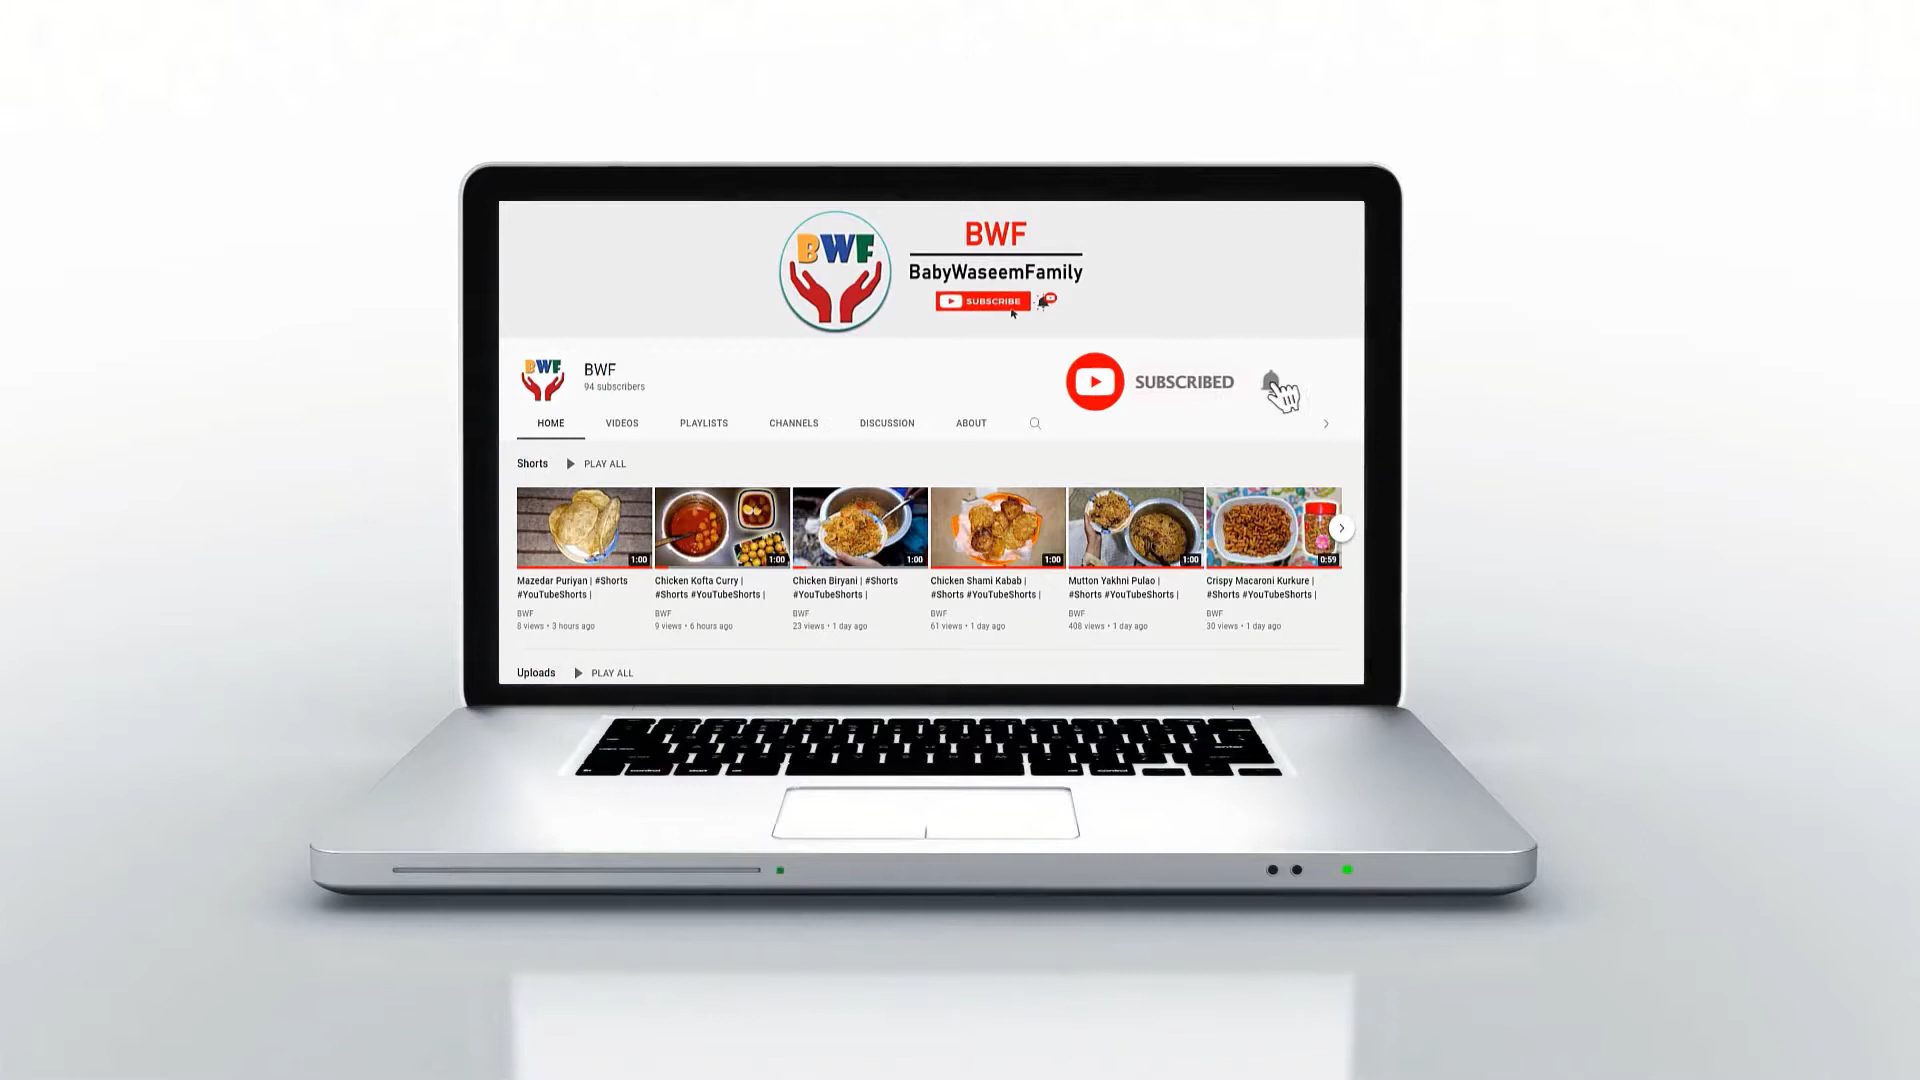 BWF
BWF
BabyWaseemFamily
SUBSCRIBE
BWF
BWF
94 subscribers
SUBSCRIBED
HOME VIDEOS PLAYLISTS CHANNELS DISCUSSION ABOUT
Shorts PLAY ALL
1:00 1:00 1:00 1:00 1:00 0:59
Mazedar Puriyan | #Shorts
#YouTubeShorts |
BWF
8 views • 3 hours ago
Chicken Kofta Curry |
#Shorts #YouTubeShorts |
BWF
9 views • 6 hours ago
Chicken Biryani | #Shorts
#YouTubeShorts |
BWF
23 views • 1 day ago
Chicken Shami Kabab |
#Shorts #YouTubeShorts |
BWF
61 views • 1 day ago
Mutton Yakhni Pulao |
#Shorts #YouTubeShorts |
BWF
408 views • 1 day ago
Crispy Macaroni Kurkure |
#Shorts #YouTubeShorts |
BWF
30 views • 1 day ago
Uploads PLAY ALL